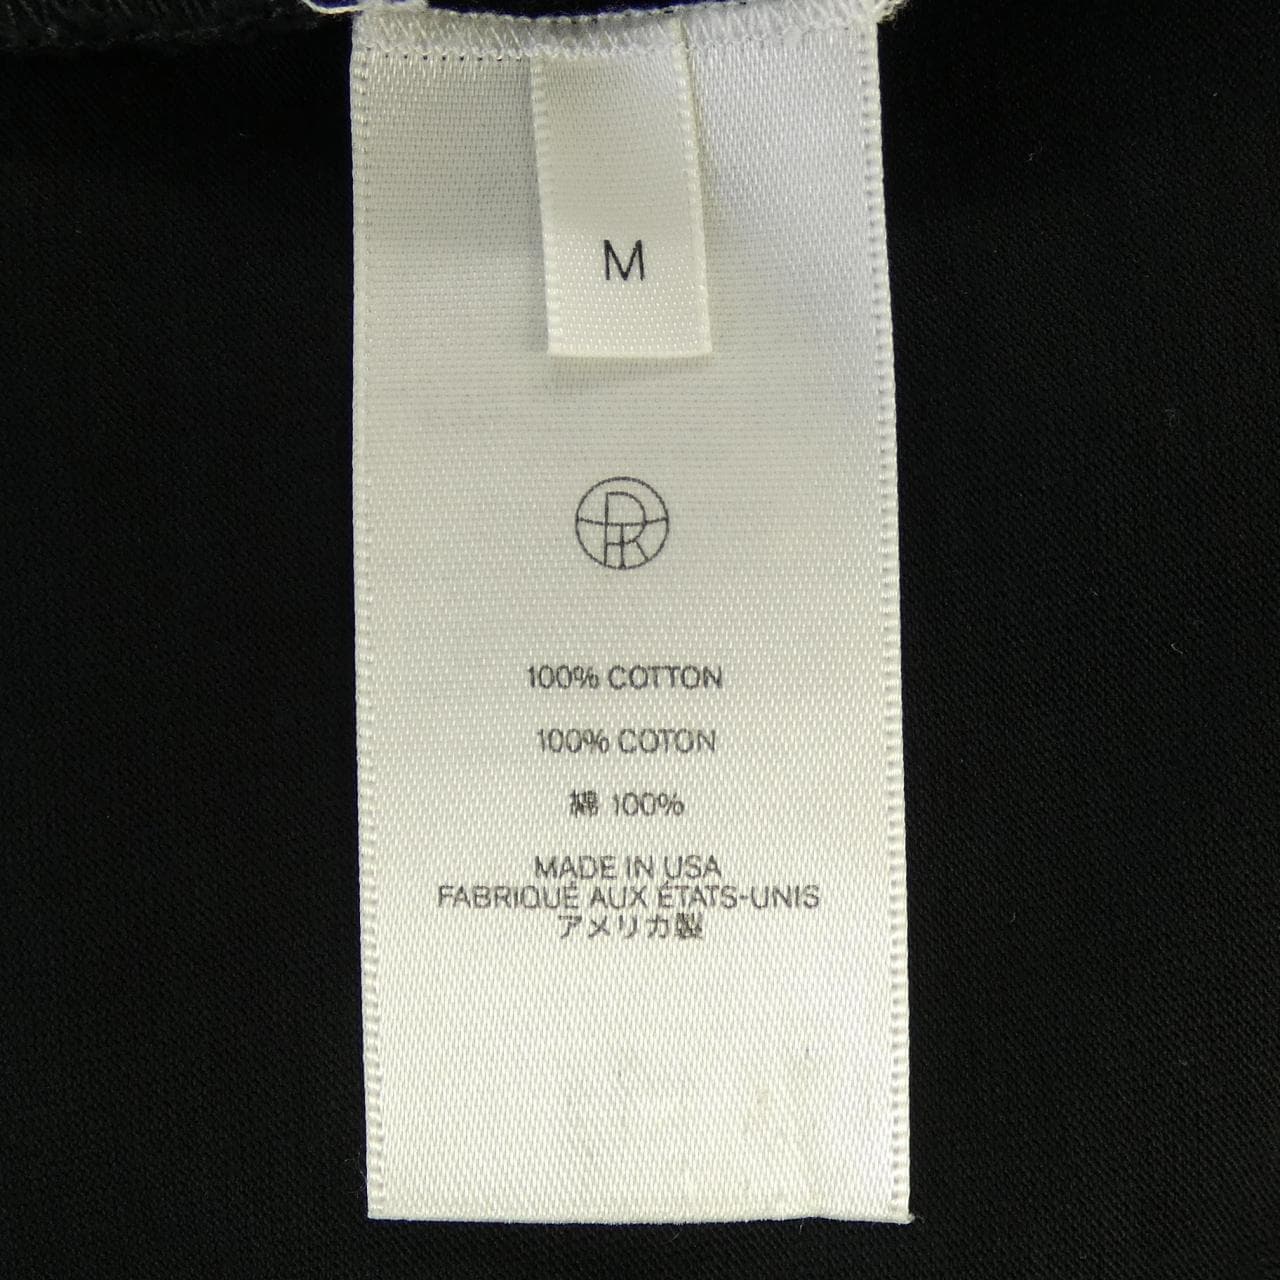 M
100% COTTON
100% COTON
綿 100%
MADE IN USA
FABRIQUÉ AUX ÉTATS-UNIS
アメリカ製